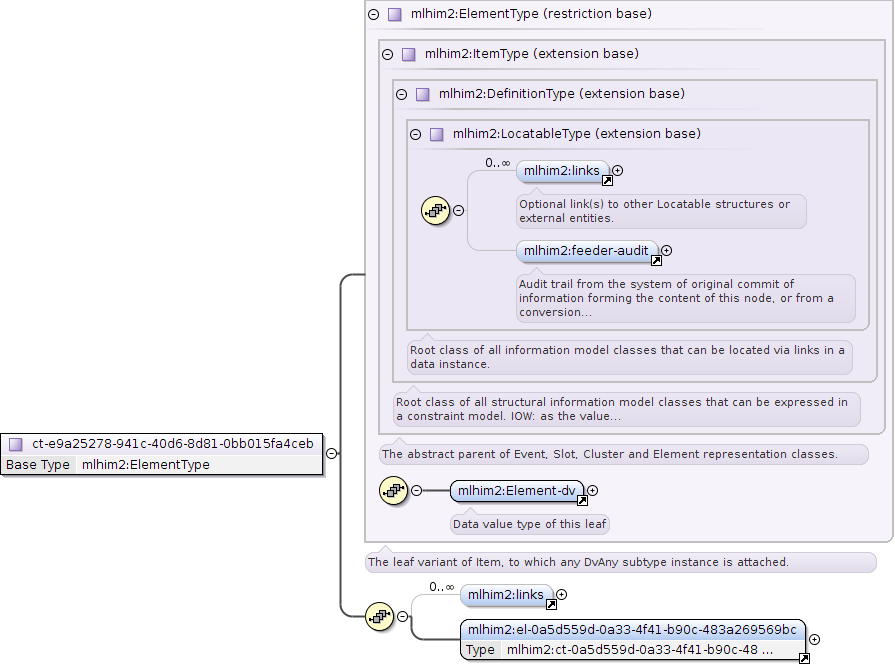 mlhim2:ElementType (restriction base)
mlhim2:ItemType (extension base)
mlhim2:DefinitionType (extension base)
mlhim2:LocatableType (extension base)
0..∞
mlhim2:links
Optional link(s) to other Locatable structures or
external entities.
mlhim2:feeder-audit
Audit trail from the system of original commit of
information forming the content of this node, or from a
conversion...
Root class of all information model classes that can be located via links in a
data instance.
Root class of all structural information model classes that can be expressed in
a constraint model. IOW: as the value...
ct-e9a25278-941c-40d6-8d81-0bb015fa4ceb
Base Type mlhim2:ElementType
The abstract parent of Event, Slot, Cluster and Element representation classes.
mlhim2:Element-dv
Data value type of this leaf
The leaf variant of Item, to which any DvAny subtype instance is attached.
0..∞
mlhim2:links
mlhim2:el-0a5d559d-0a33-4f41-b90c-483a269569bc
Type mlhim2:ct-0a5d559d-0a33-4f41-b90c-48 ...